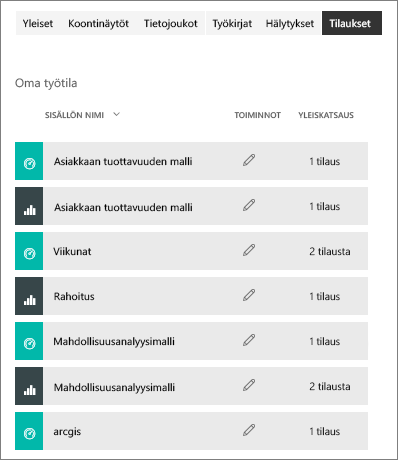 Yleiset Koontinäytöt Tietojoukot Työkirjat Hälytykset Tilaukset
Oma työtila
SISÄLLÖN NIMI TOIMINNOT YLEISKATSAUS
Asiakkaan tuottavuuden malli 1 tilaus
Asiakkaan tuottavuuden malli 1 tilaus
Viikunat 2 tilausta
Rahoitus 1 tilaus
Mahdollisuusanalyysimalli 1 tilaus
Mahdollisuusanalyysimalli 2 tilausta
arcgis 1 tilaus